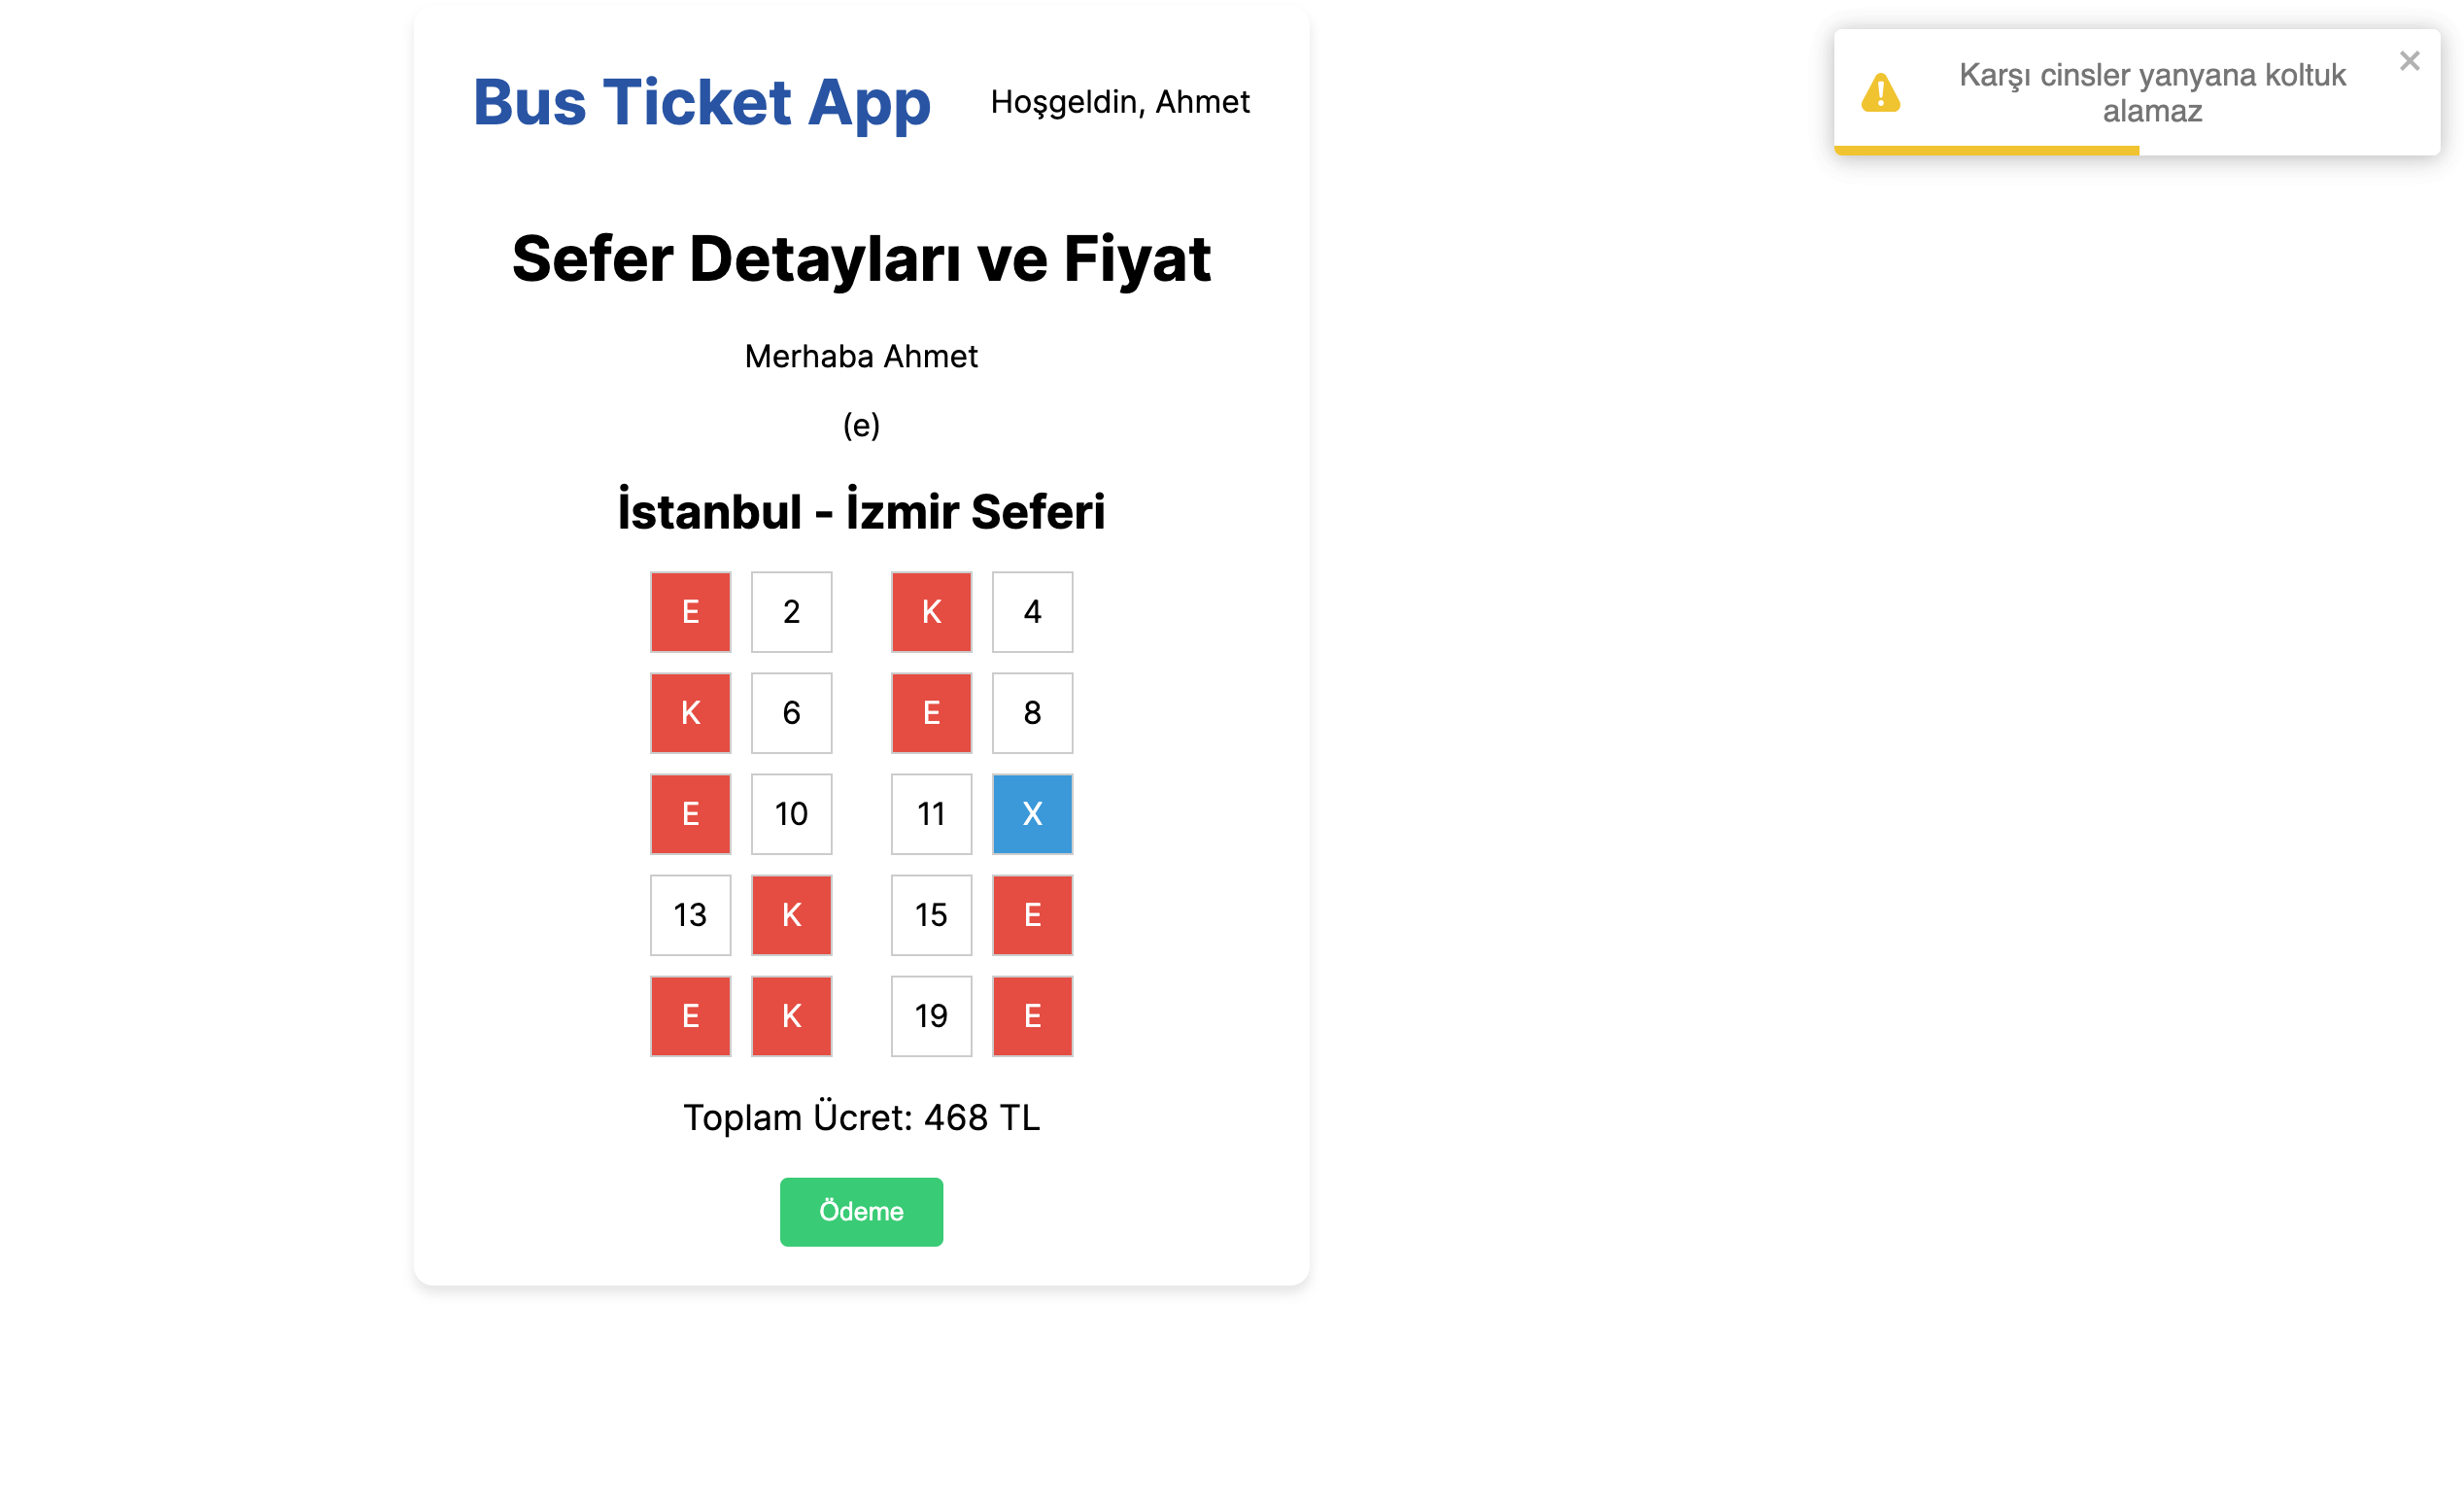 Bus Ticket App Hoşgeldin, Ahmet
Karşı cinsler yanyana koltuk
alamaz
Sefer Detayları ve Fiyat
Merhaba Ahmet
(e)
İstanbul - İzmir Seferi
E 2 K 4
K 6 E 8
E 10 11 X
13 K 15 E
E K 19 E
Toplam Ücret: 468 TL
Ödeme